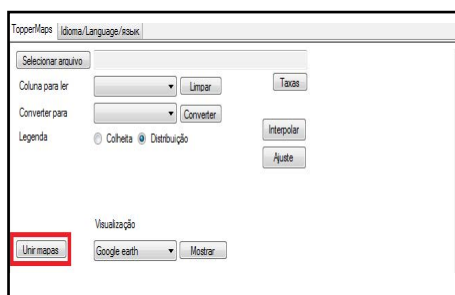 TopperMaps Idioma/Language/язык
Selecionar arquivo
Coluna para ler Limpar Taxas
Converter para Converter
Interpolar
Legenda Colheita Distribuição
Ajuste
Visualização
Unir mapas Google earth Mostrar